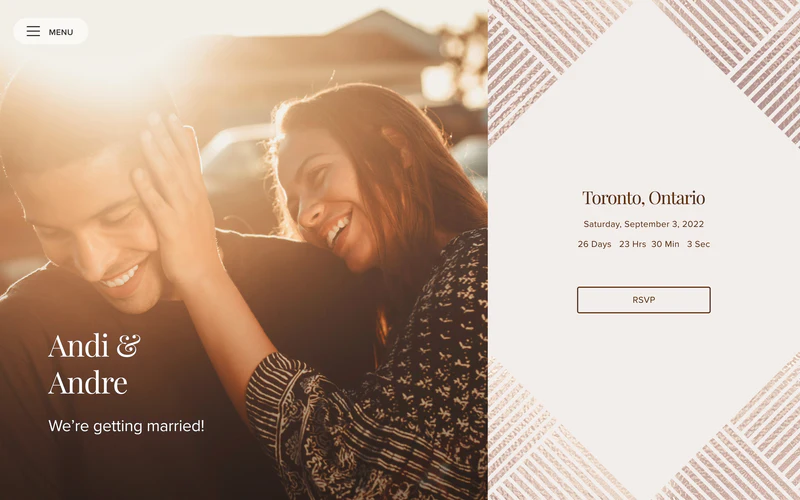 MENU
Andi &
Andre
We're getting married!
Toronto, Ontario
Saturday, September 3, 2022
26 Days 23 Hrs 30 Min 3 Sec
RSVP